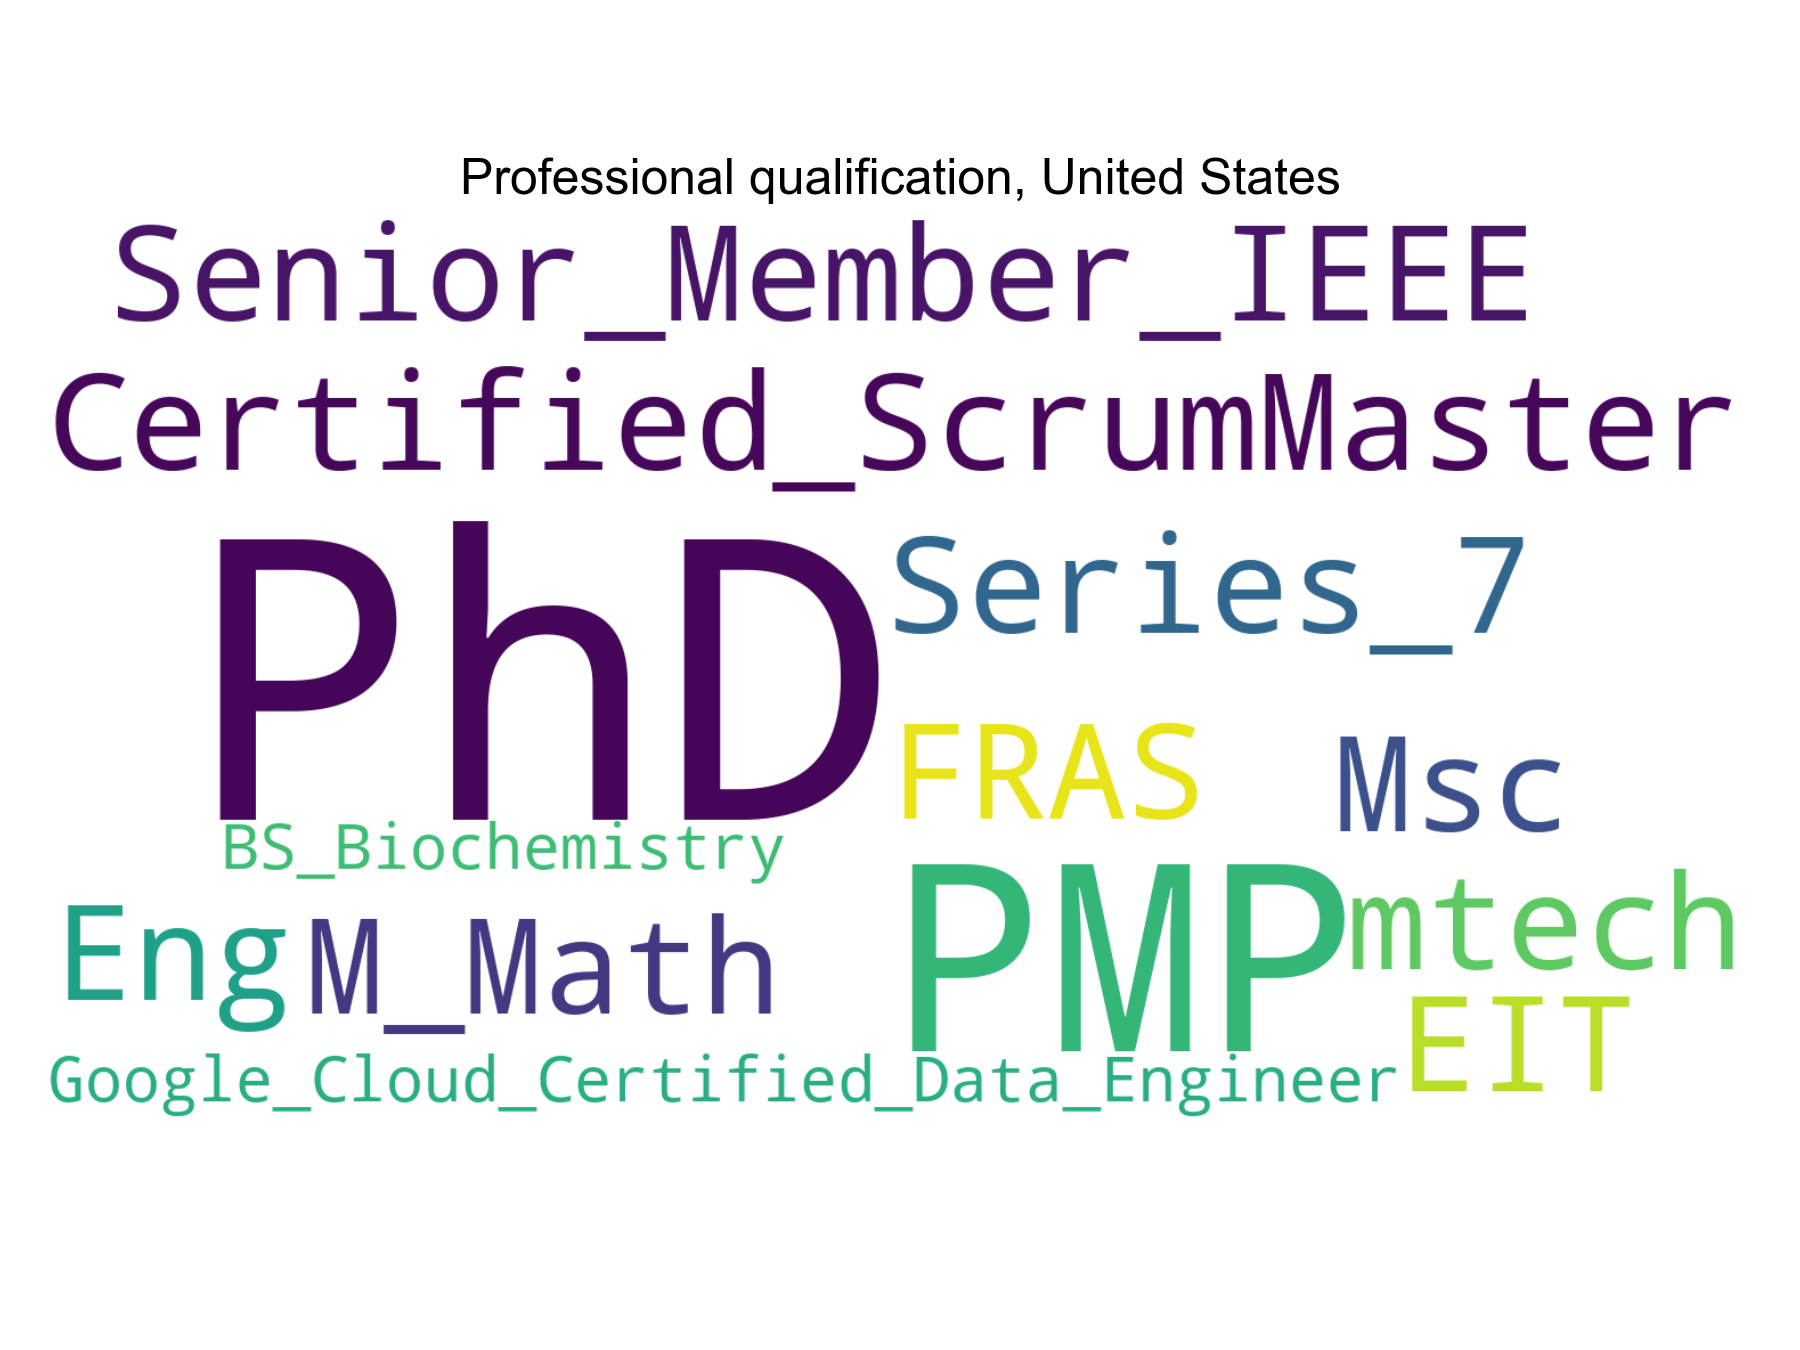 Professional qualification, United States
Senior_Member_IEEE
Certified_ScrumMaster
PhD
Series_7
FRAS
Msc
BS_Biochemistry
PMP
mtech
Eng
M_Math
EIT
Google_Cloud_Certified_Data_Engineer